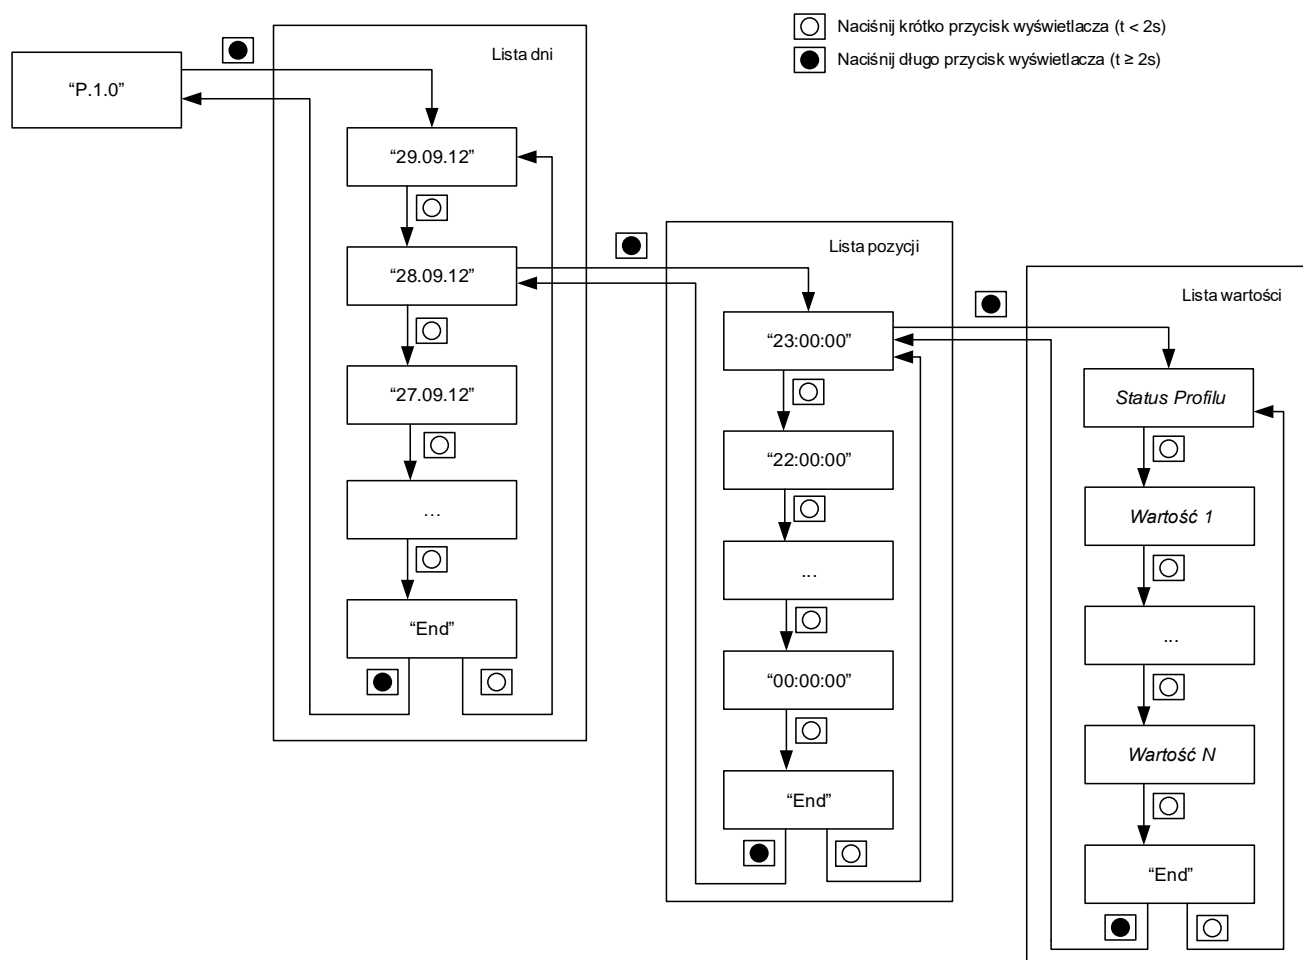 Naciśnij krótko przycisk wyświetlacza (t < 2s)
Naciśnij długo przycisk wyświetlacza (t ≥ 2s)
“P.1.0”
Lista dni
“29.09.12”
“28.09.12”
“27.09.12”
...
“End”
Lista pozycji
“23:00:00”
“22:00:00”
...
“00:00:00”
“End”
Lista wartości
Status Profilu
Wartość 1
...
Wartość N
“End”